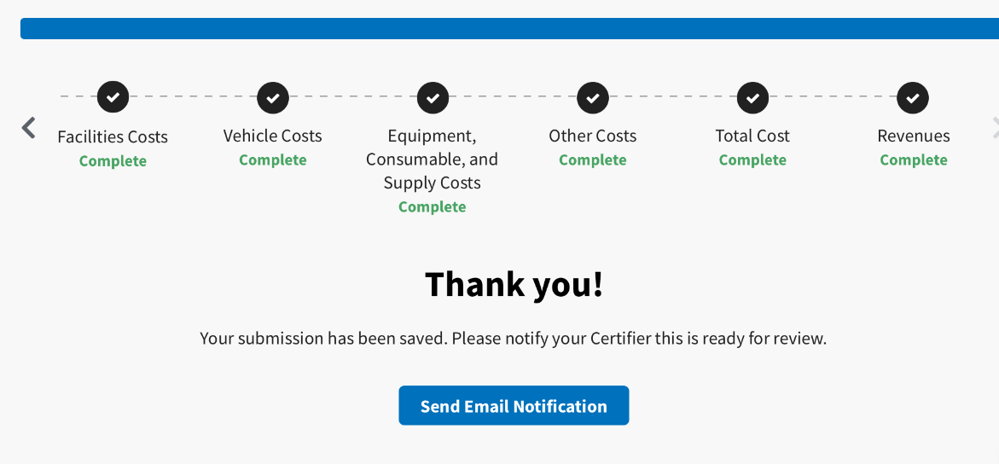 Facilities Costs
Complete
Vehicle Costs
Complete
Equipment,
Consumable, and
Supply Costs
Complete
Other Costs
Complete
Total Cost
Complete
Revenues
Complete
Thank you!
Your submission has been saved. Please notify your Certifier this is ready for review.
Send Email Notification